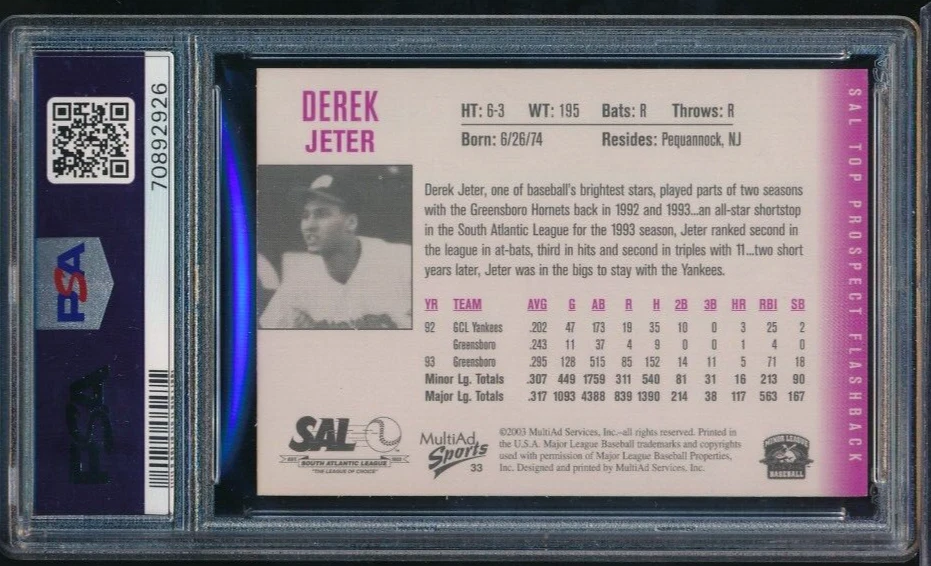 70892926
PSA
PSA
DEREK
JETER
HT: 6-3 WT: 195 Bats: R Throws: R
Born: 6/26/74 Resides: Pequannock, NJ
Derek Jeter, one of baseball's brightest stars, played parts of two seasons
with the Greensboro Hornets back in 1992 and 1993...an all-star shortstop
in the South Atlantic League for the 1993 season, Jeter ranked second in
the league in at-bats, third in hits and second in triples with 11...two short
years later, Jeter was in the bigs to stay with the Yankees.
YR TEAM AVG G AB R H 2B 3B HR RBI SB
92 GCL Yankees .202 47 173 19 35 10 0 3 25 2
Greensboro .243 11 37 4 9 0 0 1 4 0
93 Greensboro .295 128 515 85 152 14 11 5 71 18
Minor Lg. Totals .307 449 1759 311 540 81 31 16 213 90
Major Lg. Totals .317 1093 4388 839 1390 214 38 117 563 167
SAL
SOUTH ATLANTIC LEAGUE
"THE LEAGUE OF CHOICE"
MultiAd
Sports
33
©2003 MultiAd Services, Inc.–all rights reserved. Printed in
the U.S.A. Major League Baseball trademarks and copyrights
used with permission of Major League Baseball Properties,
Inc. Designed and printed by MultiAd Services, Inc.
MINOR LEAGUE
BASEBALL
SAL TOP PROSPECT FLASHBACK